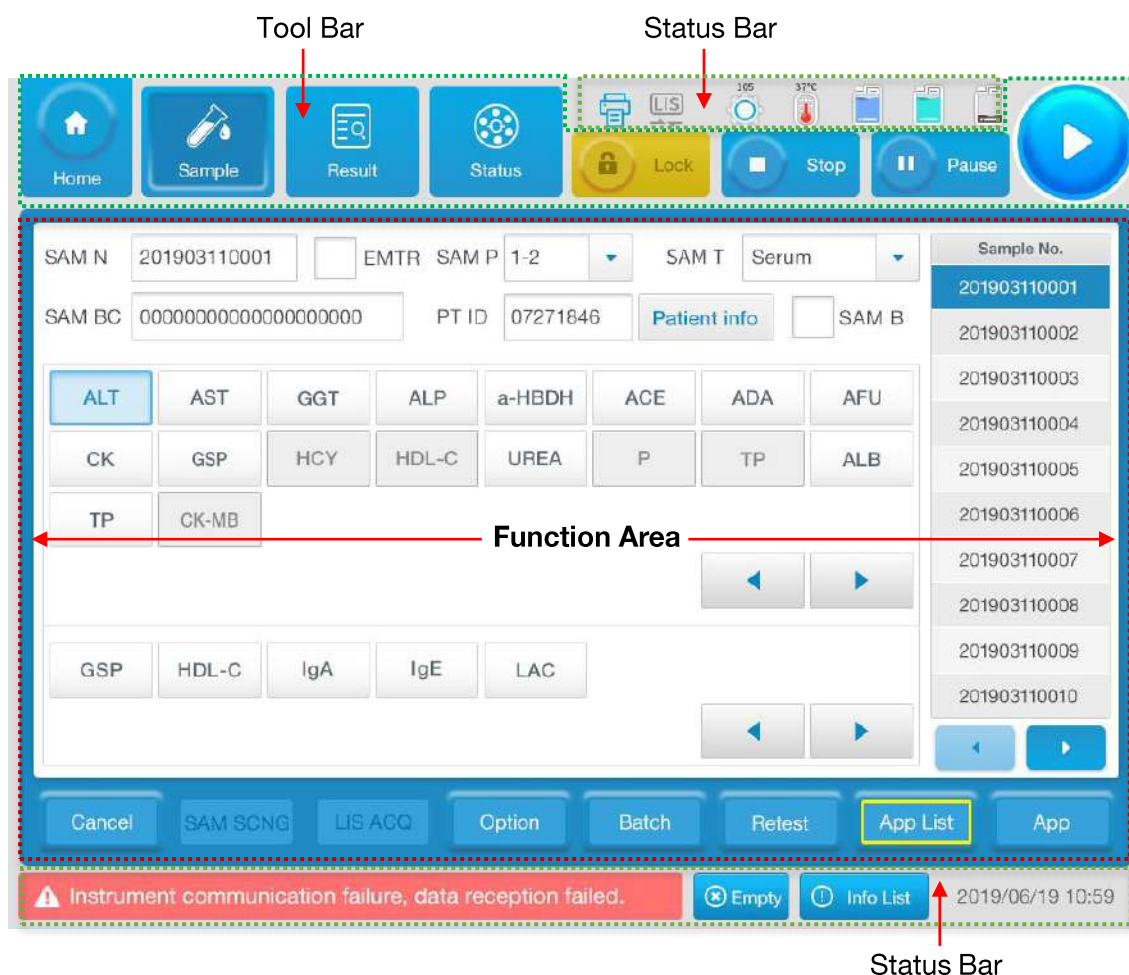 Tool Bar Status Bar
105 37°C
LIS
Home Sample Result Status Lock Stop Pause
SAM N 201903110001 EMTR SAM P 1-2 SAM T Serum
SAM BC 00000000000000000000 PT ID 07271846 Patient info SAM B
Sample No.
201903110001
201903110002
201903110003
201903110004
201903110005
201903110006
201903110007
201903110008
201903110009
201903110010
ALT AST GGT ALP a-HBDH ACE ADA AFU
CK GSP HCY HDL-C UREA P TP ALB
TP CK-MB
Function Area
GSP HDL-C IgA IgE LAC
Cancel SAM SCNG LIS ACQ Option Batch Retest App List App
Instrument communication failure, data reception failed. Empty Info List 2019/06/19 10:59
Status Bar